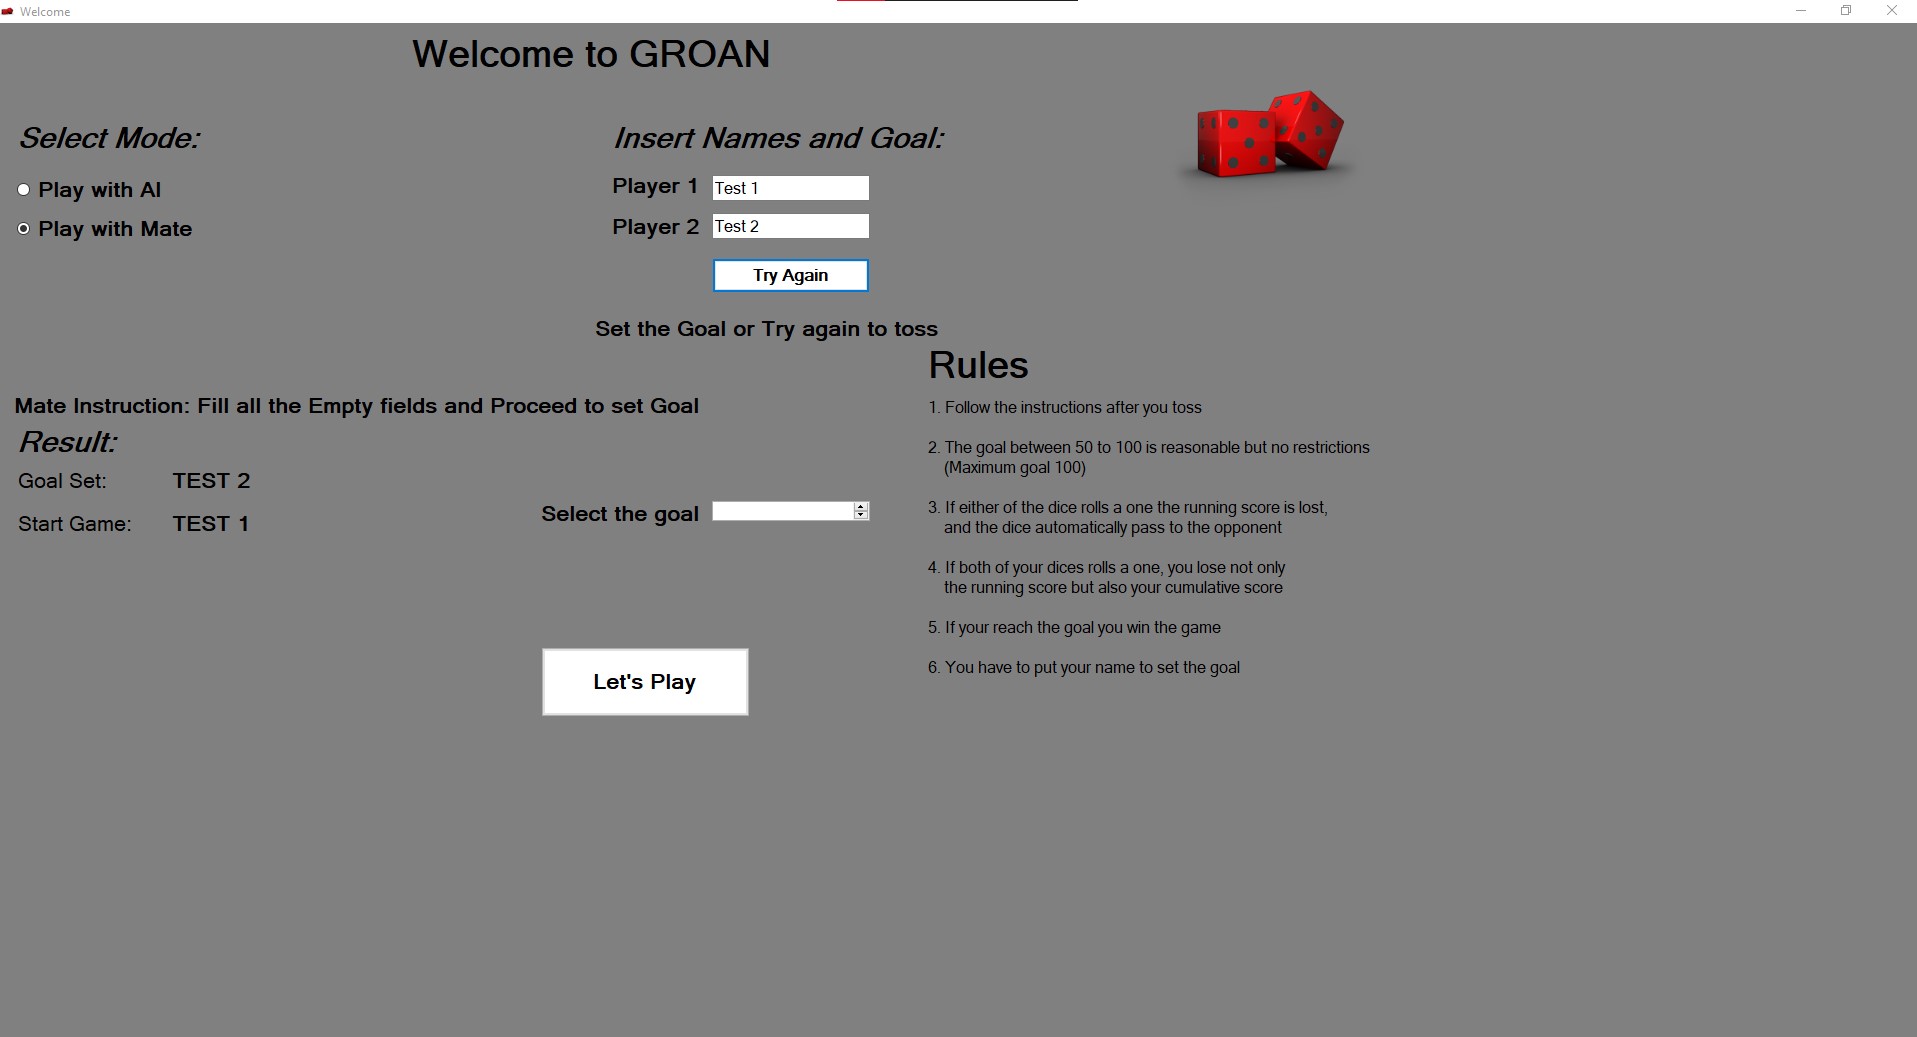 Welcome
Welcome to GROAN
Select Mode:
Play with AI
Play with Mate
Insert Names and Goal:
Player 1 Test 1
Player 2 Test 2
Try Again
Set the Goal or Try again to toss
Mate Instruction: Fill all the Empty fields and Proceed to set Goal
Result:
Goal Set: TEST 2
Start Game: TEST 1
Select the goal
Let's Play
Rules
1. Follow the instructions after you toss
2. The goal between 50 to 100 is reasonable but no restrictions
(Maximum goal 100)
3. If either of the dice rolls a one the running score is lost,
and the dice automatically pass to the opponent
4. If both of your dices rolls a one, you lose not only
the running score but also your cumulative score
5. If your reach the goal you win the game
6. You have to put your name to set the goal